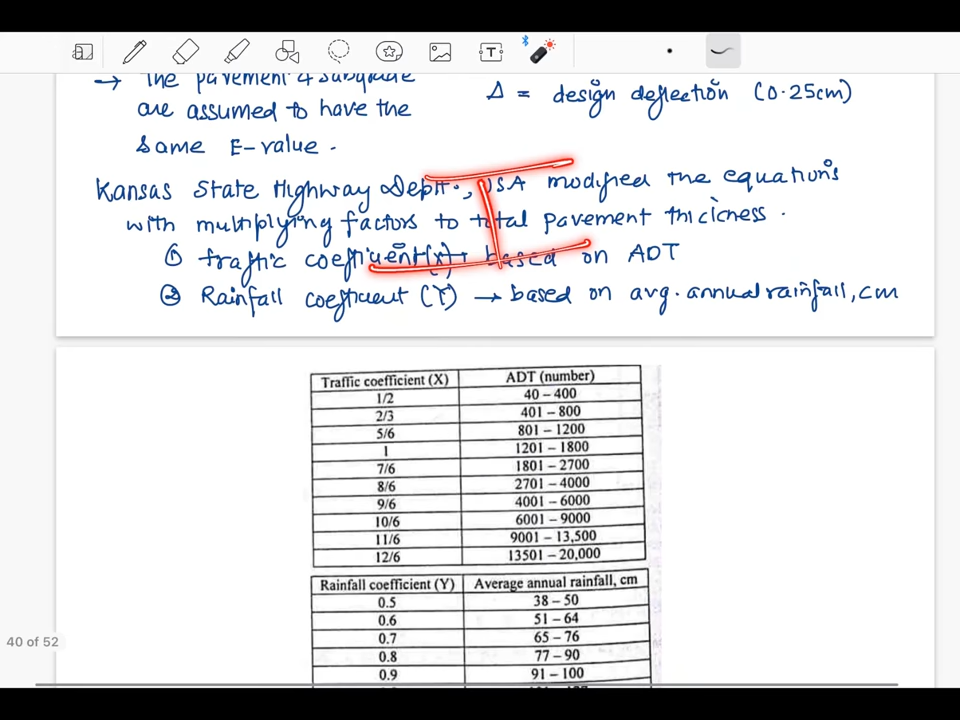 T
→ The pavement & subgrade
are assumed to have the
same E-value.
Δ = design deflection (0.25cm)
Kansas State Highway Dept., USA modified the equations
with multiplying factors to total pavement thickness.
① traffic coefficient(X)→ based on ADT
② Rainfall coefficient (Y) → based on avg. annual rainfall, cm
Traffic coefficient (X) ADT (number)
1/2 40 – 400
2/3 401 – 800
5/6 801 – 1200
1 1201 – 1800
7/6 1801 – 2700
8/6 2701 – 4000
9/6 4001 – 6000
10/6 6001 – 9000
11/6 9001 – 13,500
12/6 13501 – 20,000
Rainfall coefficient (Y) Average annual rainfall, cm
0.5 38 – 50
0.6 51 – 64
0.7 65 – 76
0.8 77 – 90
0.9 91 – 100
40 of 52